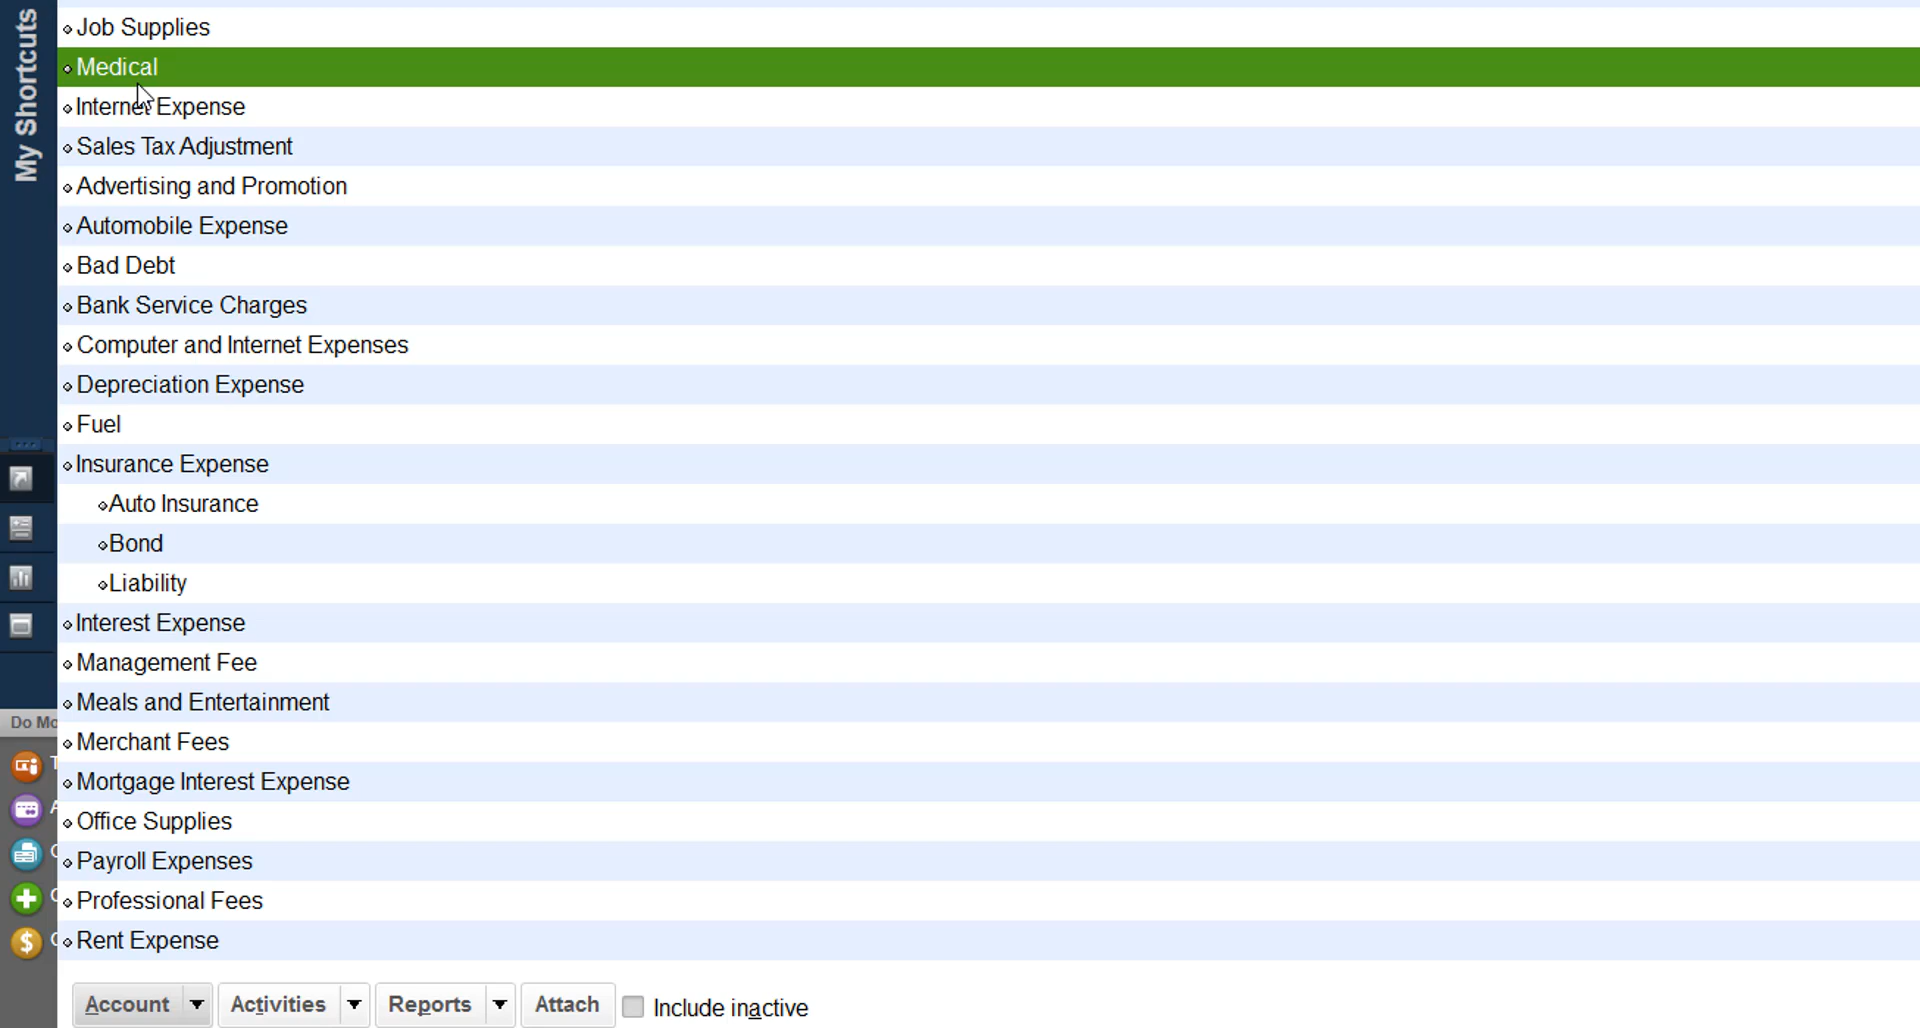 My Shortcuts
Job Supplies
Medical
Internet Expense
Sales Tax Adjustment
Advertising and Promotion
Automobile Expense
Bad Debt
Bank Service Charges
Computer and Internet Expenses
Depreciation Expense
Fuel
Insurance Expense
Auto Insurance
Bond
Liability
Interest Expense
Management Fee
Meals and Entertainment
Merchant Fees
Mortgage Interest Expense
Office Supplies
Payroll Expenses
Professional Fees
Rent Expense
Do Mo
Account Activities Reports Attach Include inactive